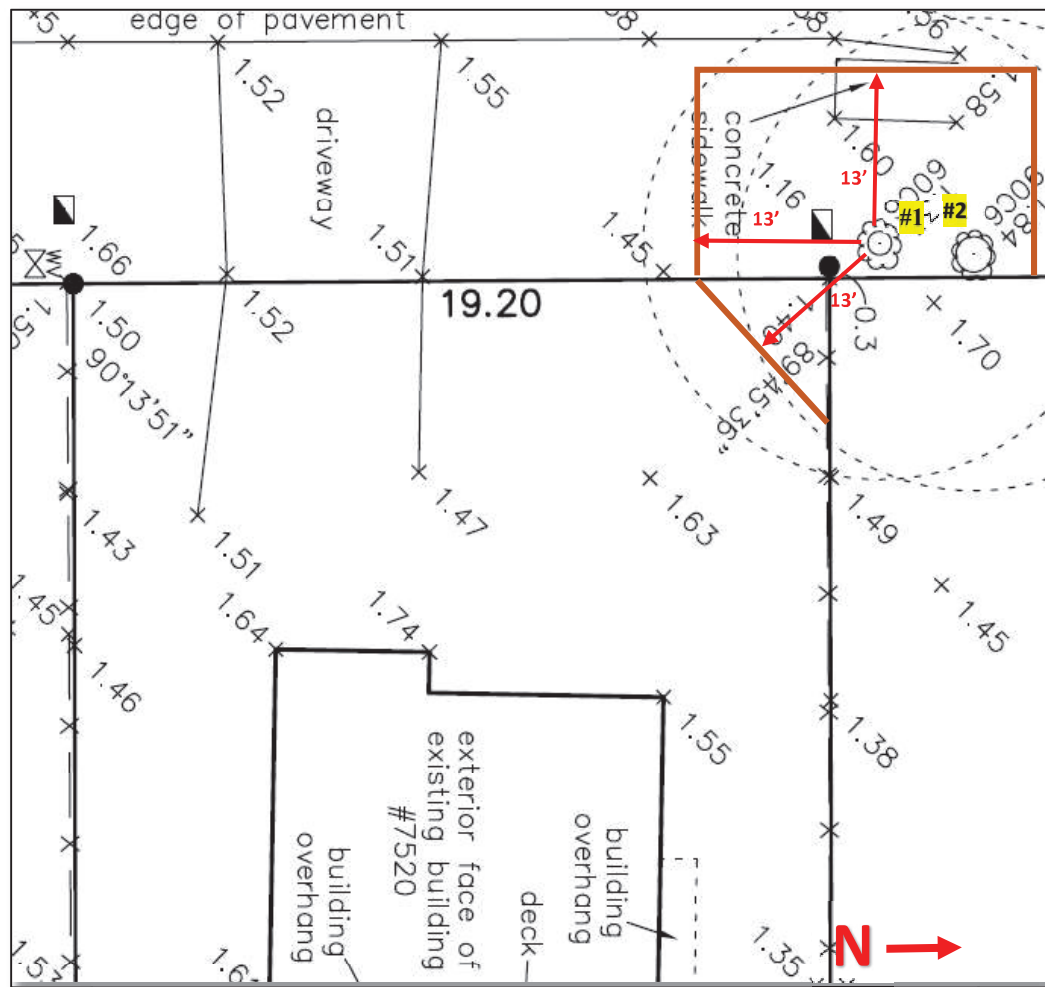 edge of pavement
1.52
1.55
1.58
driveway
concrete
sidewalk
1.60
1.16
13'
13'
13'
#1
#2
1.66
1.51
1.45
19.20
1.50
1.52
0.3
1.70
90°13'51"
89°45'36"
1.47
1.63
1.49
1.43
1.51
1.45
1.64
1.74
1.45
1.46
1.55
1.38
exterior face of
existing building
#7520
building
overhang
building
overhang
deck
N
1.35